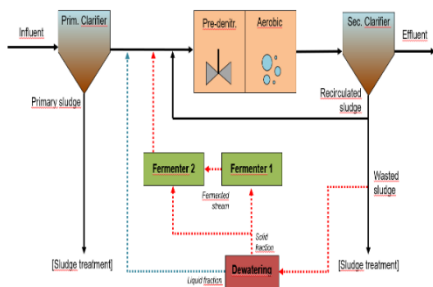 Prim. Clarifier
Pre-denitr.
Aerobic
Sec. Clarifier
Influent
Effluent
Primary sludge
Recirculated
sludge
Fermenter 2
Fermenter 1
Wasted
sludge
Fermented
stream
Solid
fraction
[Sludge treatment]
Liquid fraction
Dewatering
[Sludge treatment]